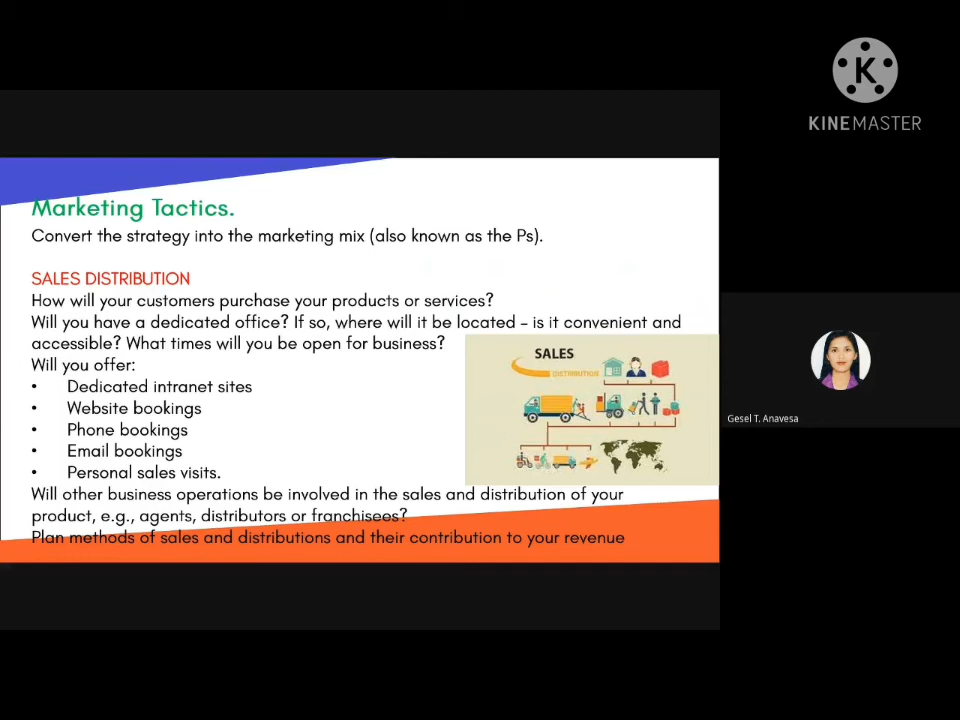 KINEMASTER
Marketing Tactics.
Convert the strategy into the marketing mix (also known as the Ps).
SALES DISTRIBUTION
How will your customers purchase your products or services?
Will you have a dedicated office? If so, where will it be located – is it convenient and
accessible? What times will you be open for business?
Will you offer:
• Dedicated intranet sites
• Website bookings
• Phone bookings
• Email bookings
• Personal sales visits.
Will other business operations be involved in the sales and distribution of your
product, e.g., agents, distributors or franchisees?
Plan methods of sales and distributions and their contribution to your revenue
SALES
DISTRIBUTION
Gesel T. Anavesa